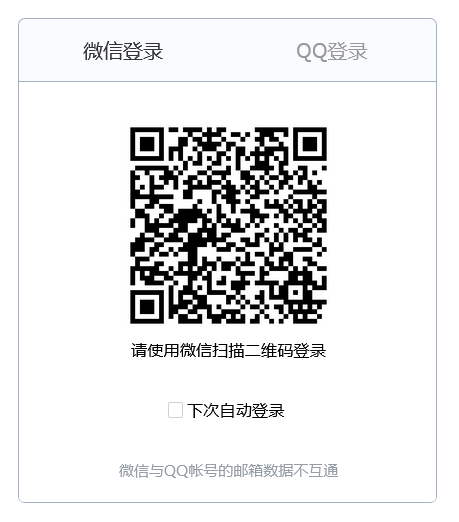 微信登录 QQ登录
请使用微信扫描二维码登录
下次自动登录
微信与QQ帐号的邮箱数据不互通